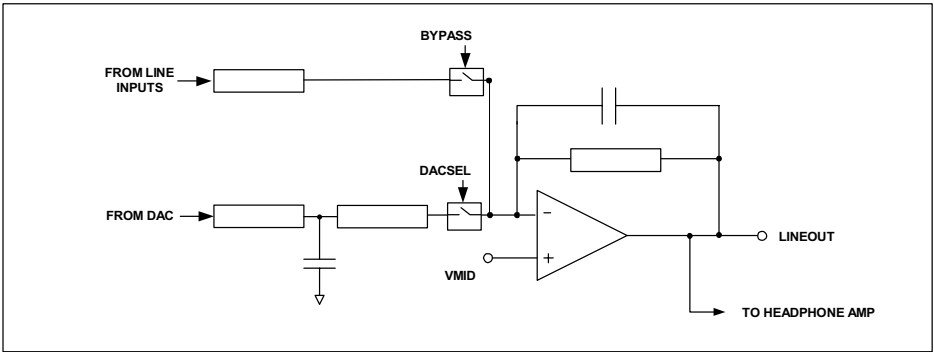 BYPASS
FROM LINE
INPUTS
DACSEL
FROM DAC
−
+
VMID
LINEOUT
TO HEADPHONE AMP